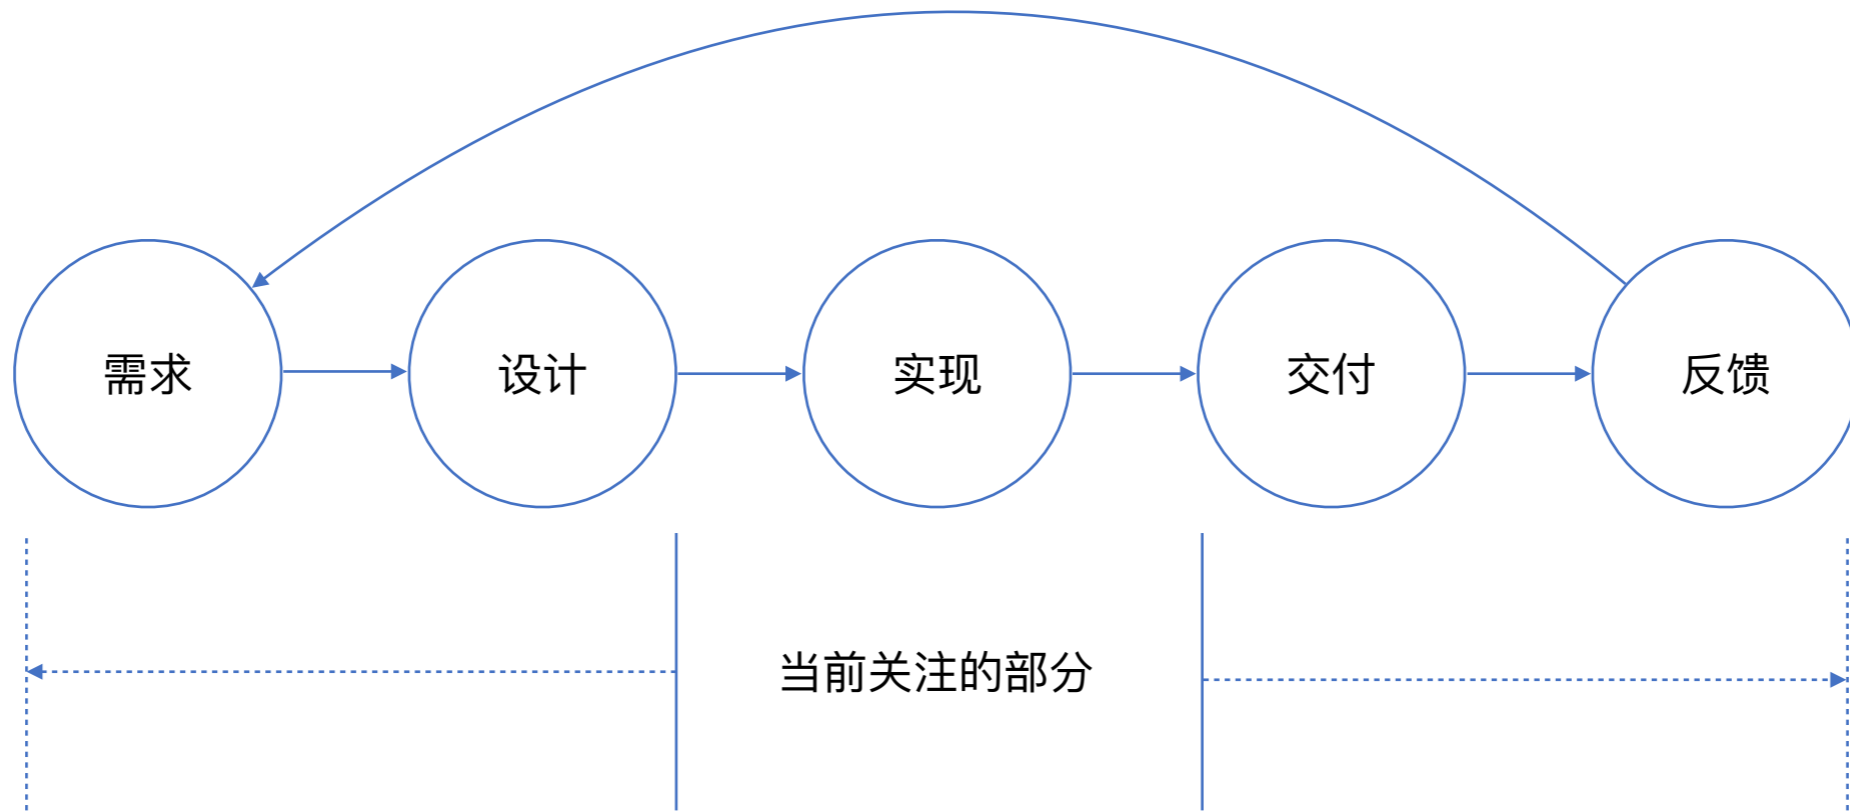 需求
设计
实现
交付
反馈
当前关注的部分